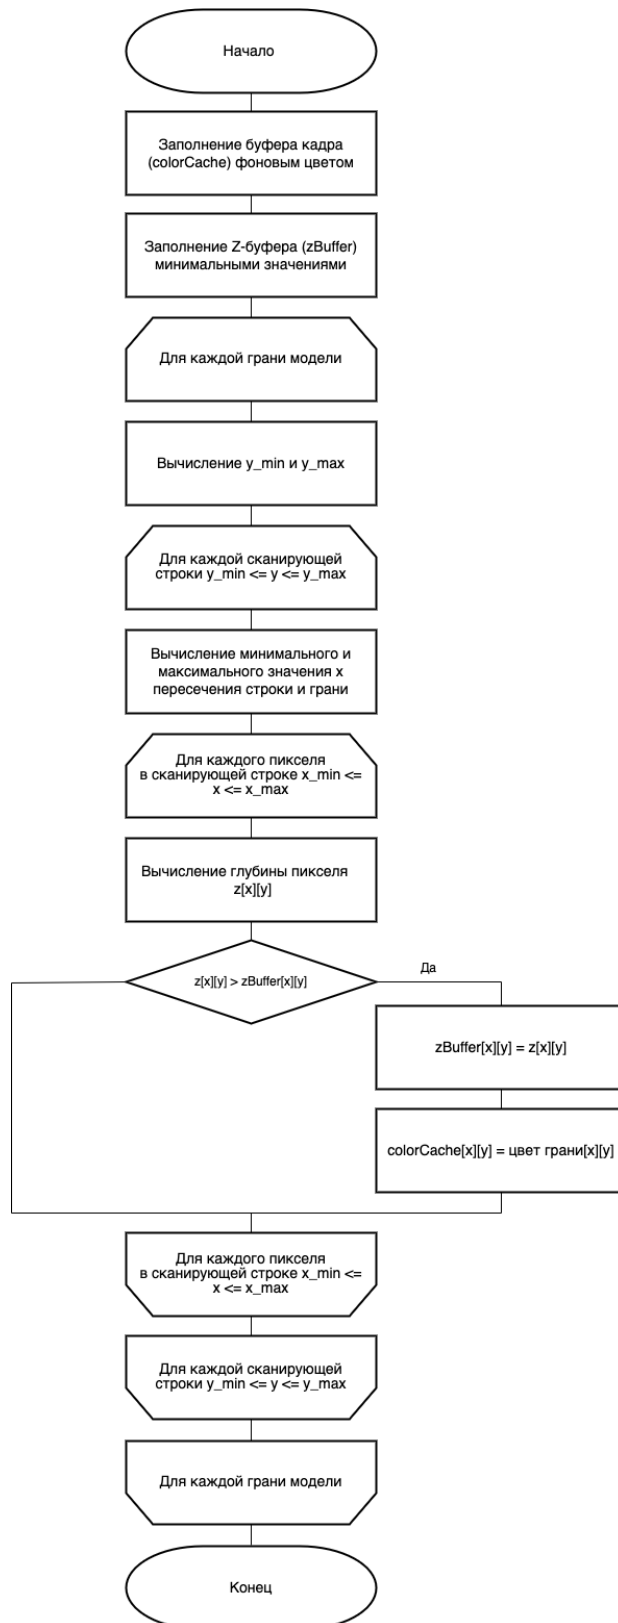 Начало
Заполнение буфера кадра
(colorCache) фоновым цветом
Заполнение Z-буфера (zBuffer)
минимальными значениями
Для каждой грани модели
Вычисление y_min и y_max
Для каждой сканирующей
строки y_min <= y <= y_max
Вычисление минимального и
максимального значения x
пересечения строки и грани
Для каждого пикселя
в сканирующей строке x_min <=
x <= x_max
Вычисление глубины пикселя
z[x][y]
z[x][y] > zBuffer[x][y]
Да
zBuffer[x][y] = z[x][y]
colorCache[x][y] = цвет грани[x][y]
Для каждого пикселя
в сканирующей строке x_min <=
x <= x_max
Для каждой сканирующей
строки y_min <= y <= y_max
Для каждой грани модели
Конец